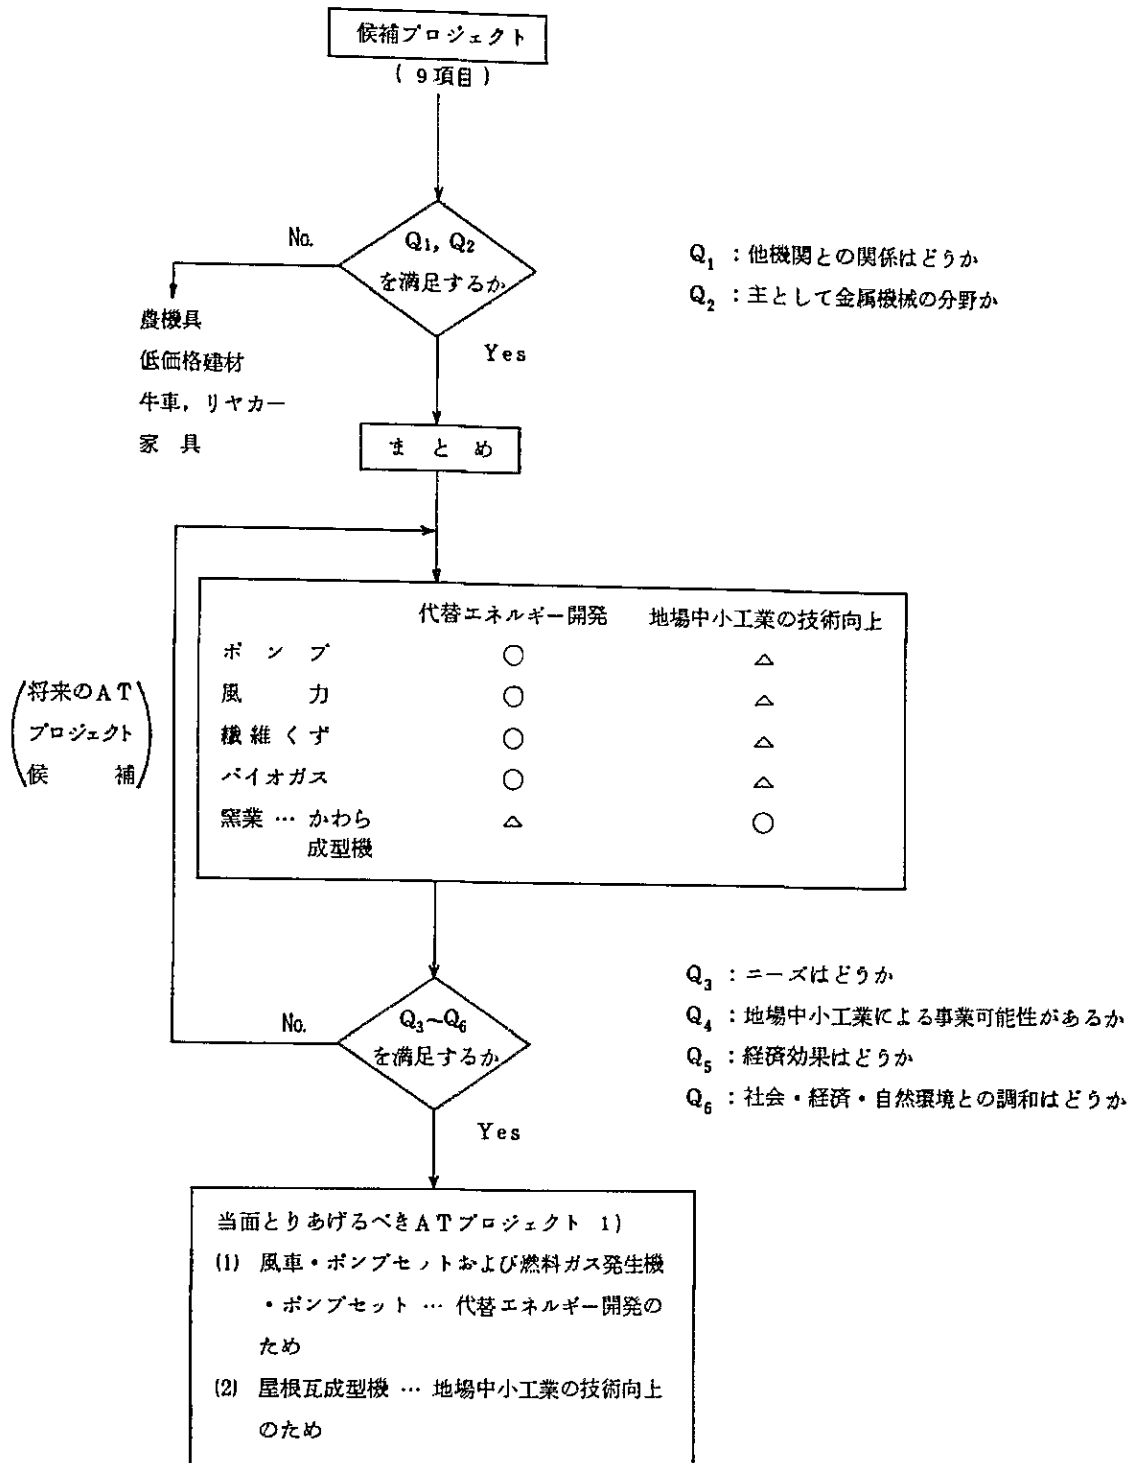 候補プロジェクト
(9項目)
No.
Q1, Q2
を満足するか
Q1 :他機関との関係はどうか
Q2 :主として金属機械の分野か
農機具
低価格建材
牛車,リヤカー
家 具
Yes
ま と め
代替エネルギー開発 地場中小工業の技術向上
ポ ン プ ○ △
風 力 ○ △
繊維くず ○ △
バイオガス ○ △
窯業 … かわら △ ○
成型機
(将来のAT
プロジェクト
候 補)
No.
Q3~Q6
を満足するか
Q3 :ニーズはどうか
Q4 :地場中小工業による事業可能性があるか
Q5 :経済効果はどうか
Q6 :社会・経済・自然環境との調和はどうか
Yes
当面とりあげるべきATプロジェクト 1)
(1) 風車・ポンプセットおよび燃料ガス発生機
・ポンプセット … 代替エネルギー開発の
ため
(2) 屋根瓦成型機 … 地場中小工業の技術向上
のため